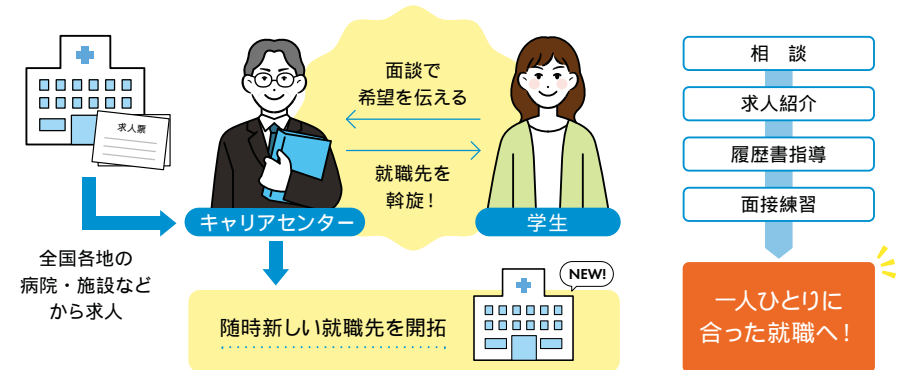 求人票
全国各地の
病院・施設など
から求人
キャリアセンター
面談で
希望を伝える
就職先を
斡旋！
学生
随時新しい就職先を開拓
NEW!
相　談
求人紹介
履歴書指導
面接練習
一人ひとりに
合った就職へ！